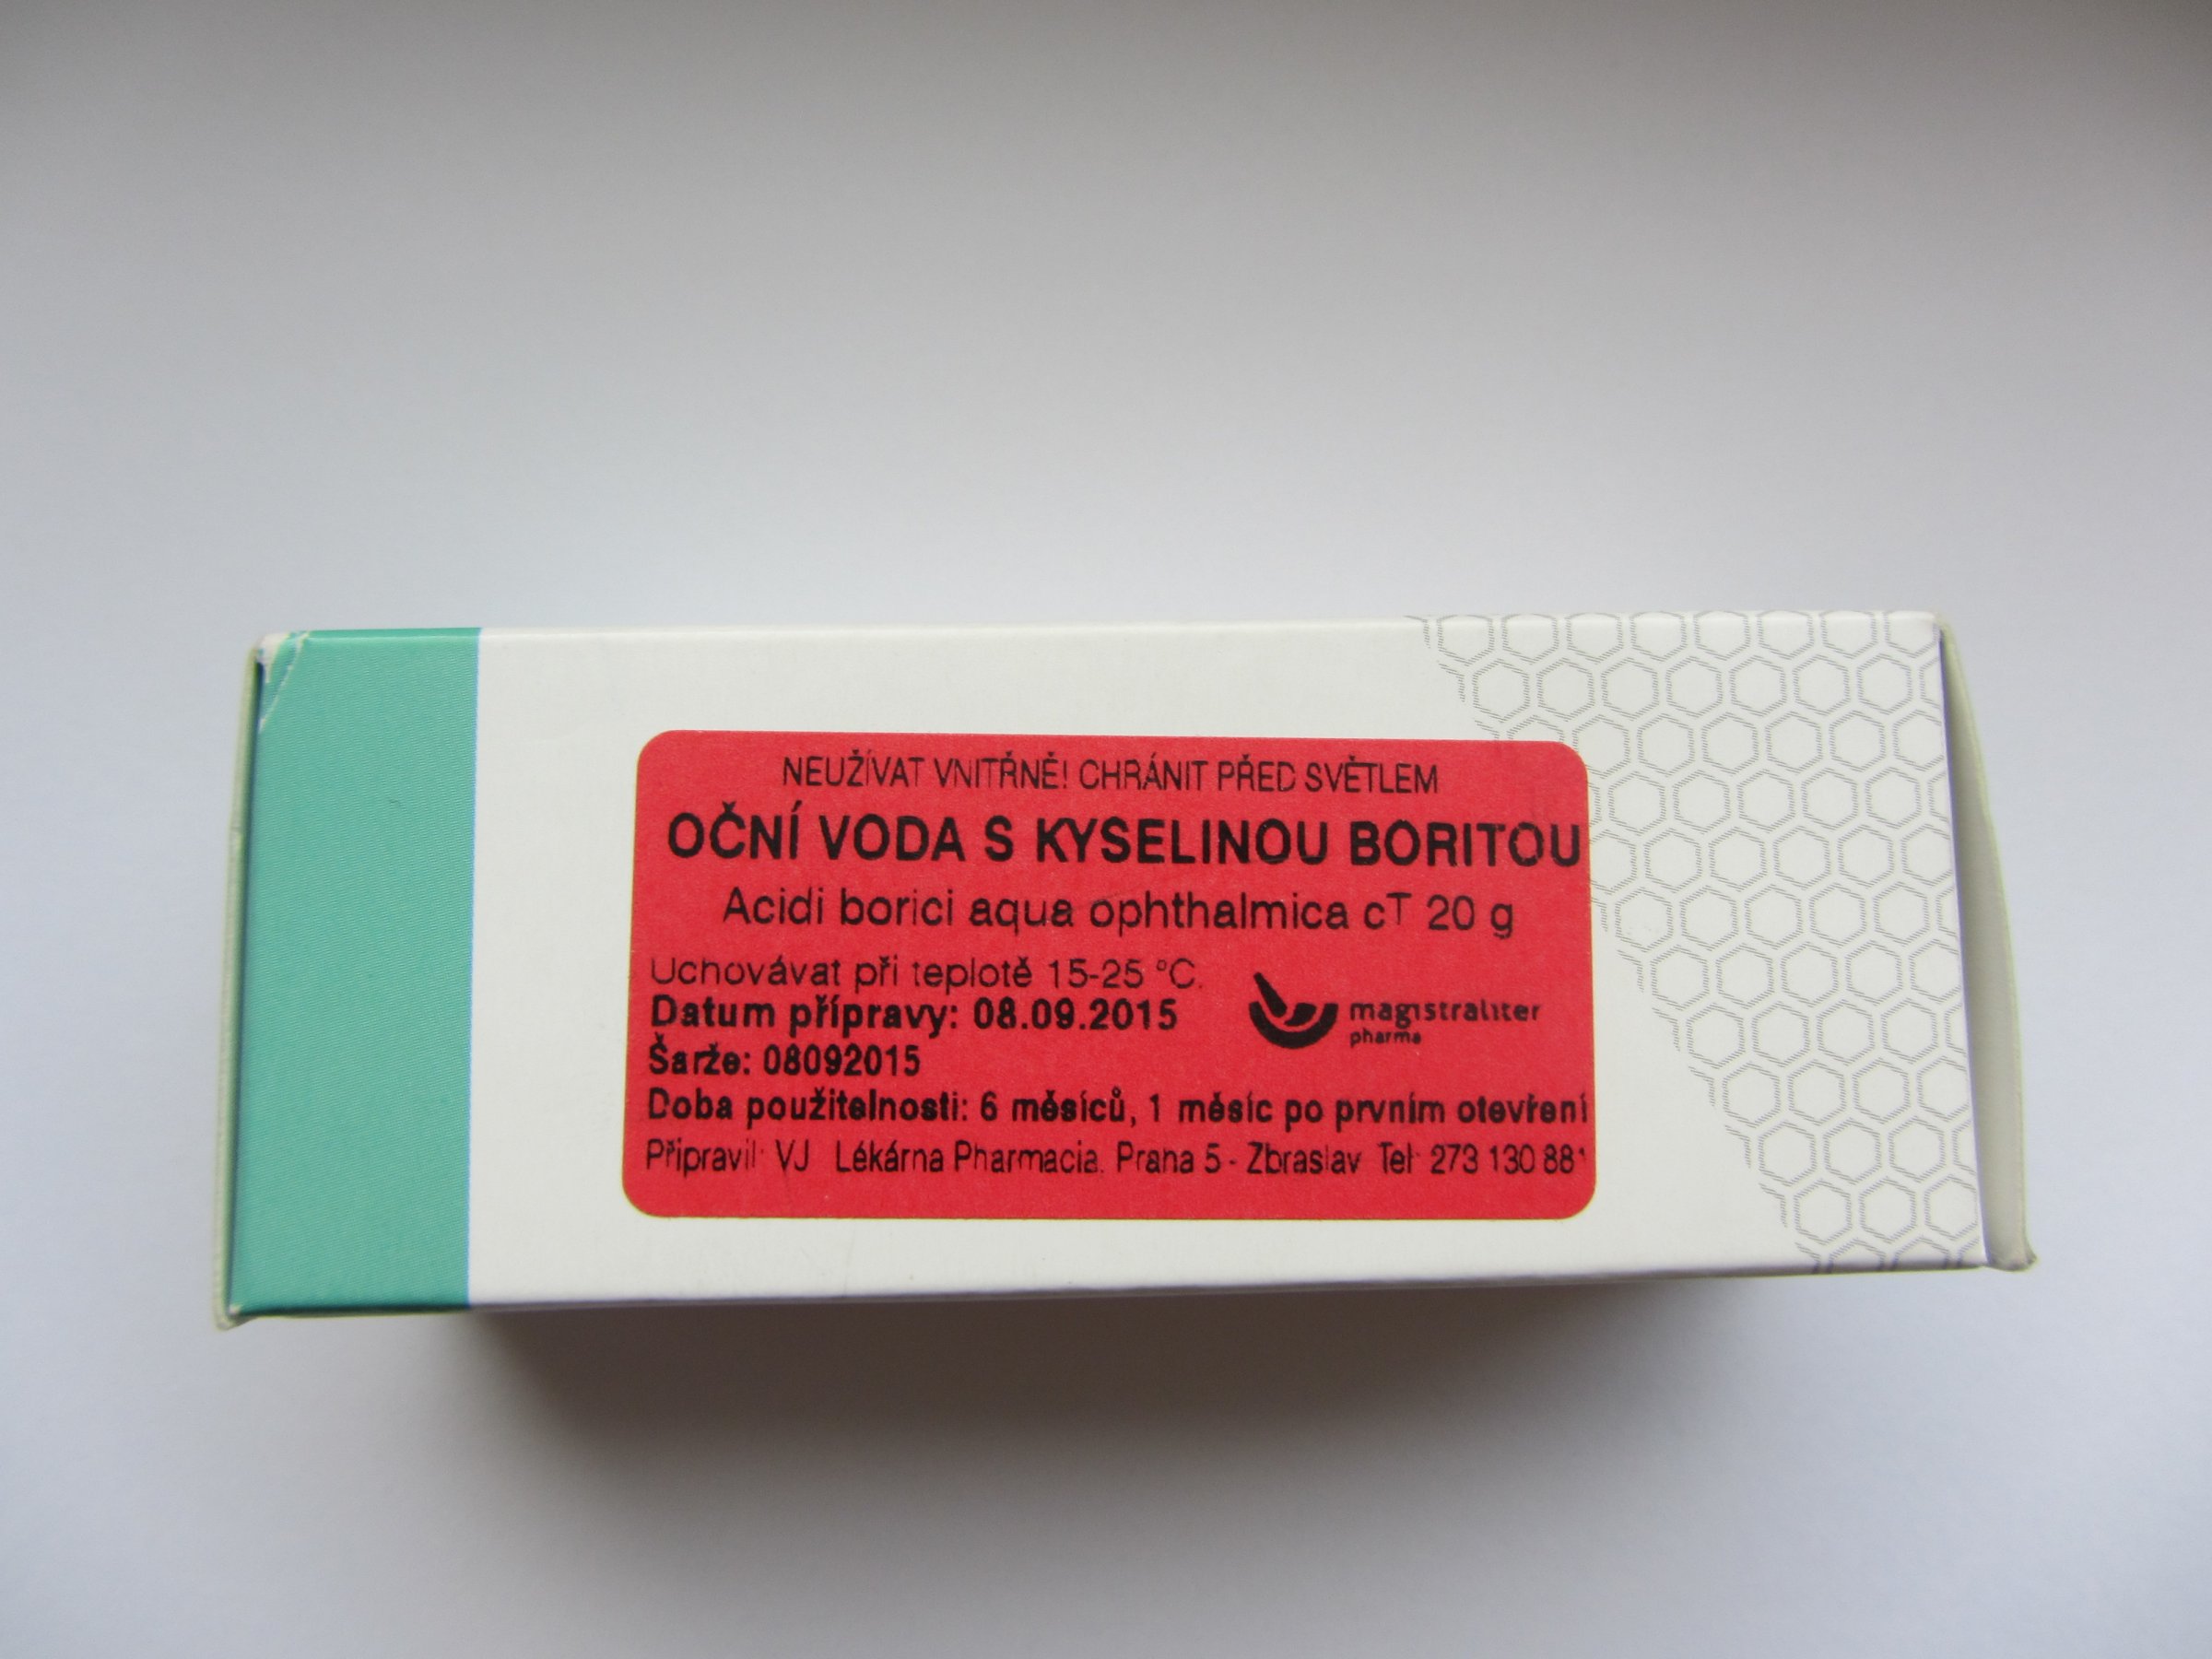 NEUŽÍVAT VNITŘNĚ! CHRÁNIT PŘED SVĚTLEM
OČNÍ VODA S KYSELINOU BORITOU
Acidi borici aqua ophthalmica cT 20 g
Uchovávat při teplotě 15-25 °C.
Datum přípravy: 08.09.2015
magistraliter
pharma
Šarže: 08092015
Doba použitelnosti: 6 měsíců, 1 měsíc po prvním otevření
Připravil: VJ Lékárna Pharmacia, Praha 5 - Zbraslav Tel: 273 130 881